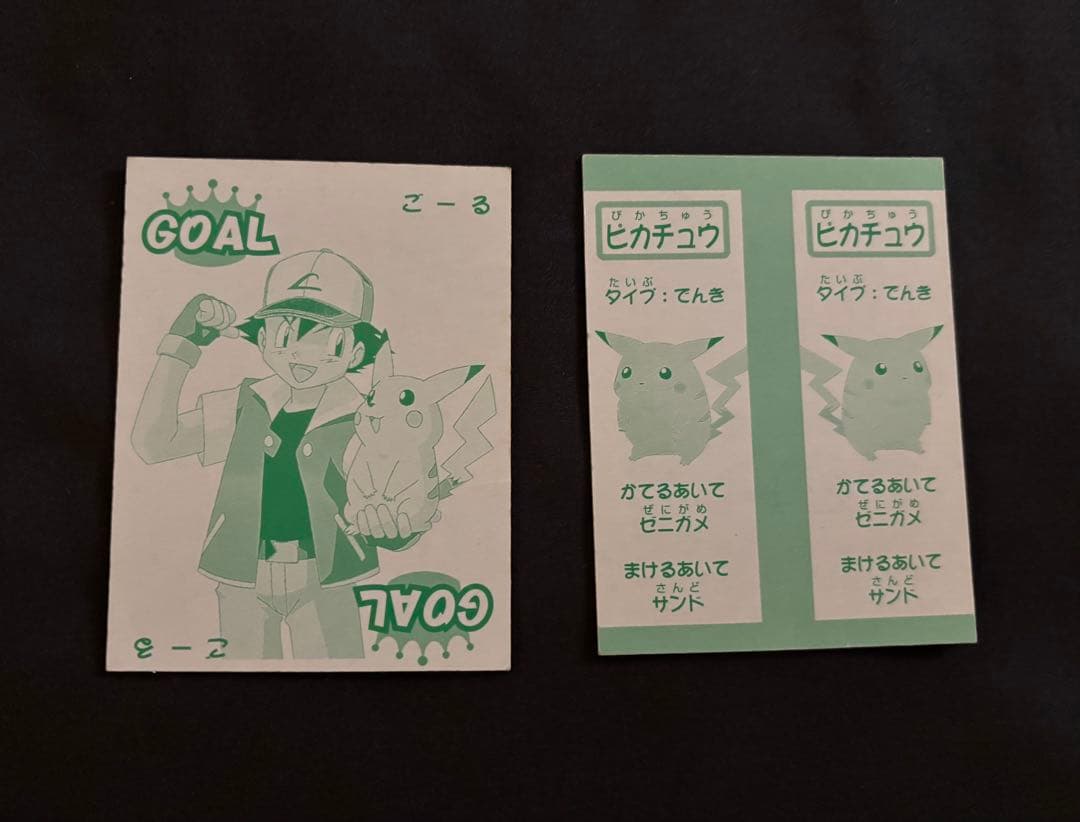 GOAL
ごーる
GOAL
ごーる
ぴかちゅう
ピカチュウ
たいぷ
タイプ：でんき
かてるあいて
ぜにがめ
ゼニガメ
まけるあいて
さんど
サンド
ぴかちゅう
ピカチュウ
たいぷ
タイプ：でんき
かてるあいて
ぜにがめ
ゼニガメ
まけるあいて
さんど
サンド